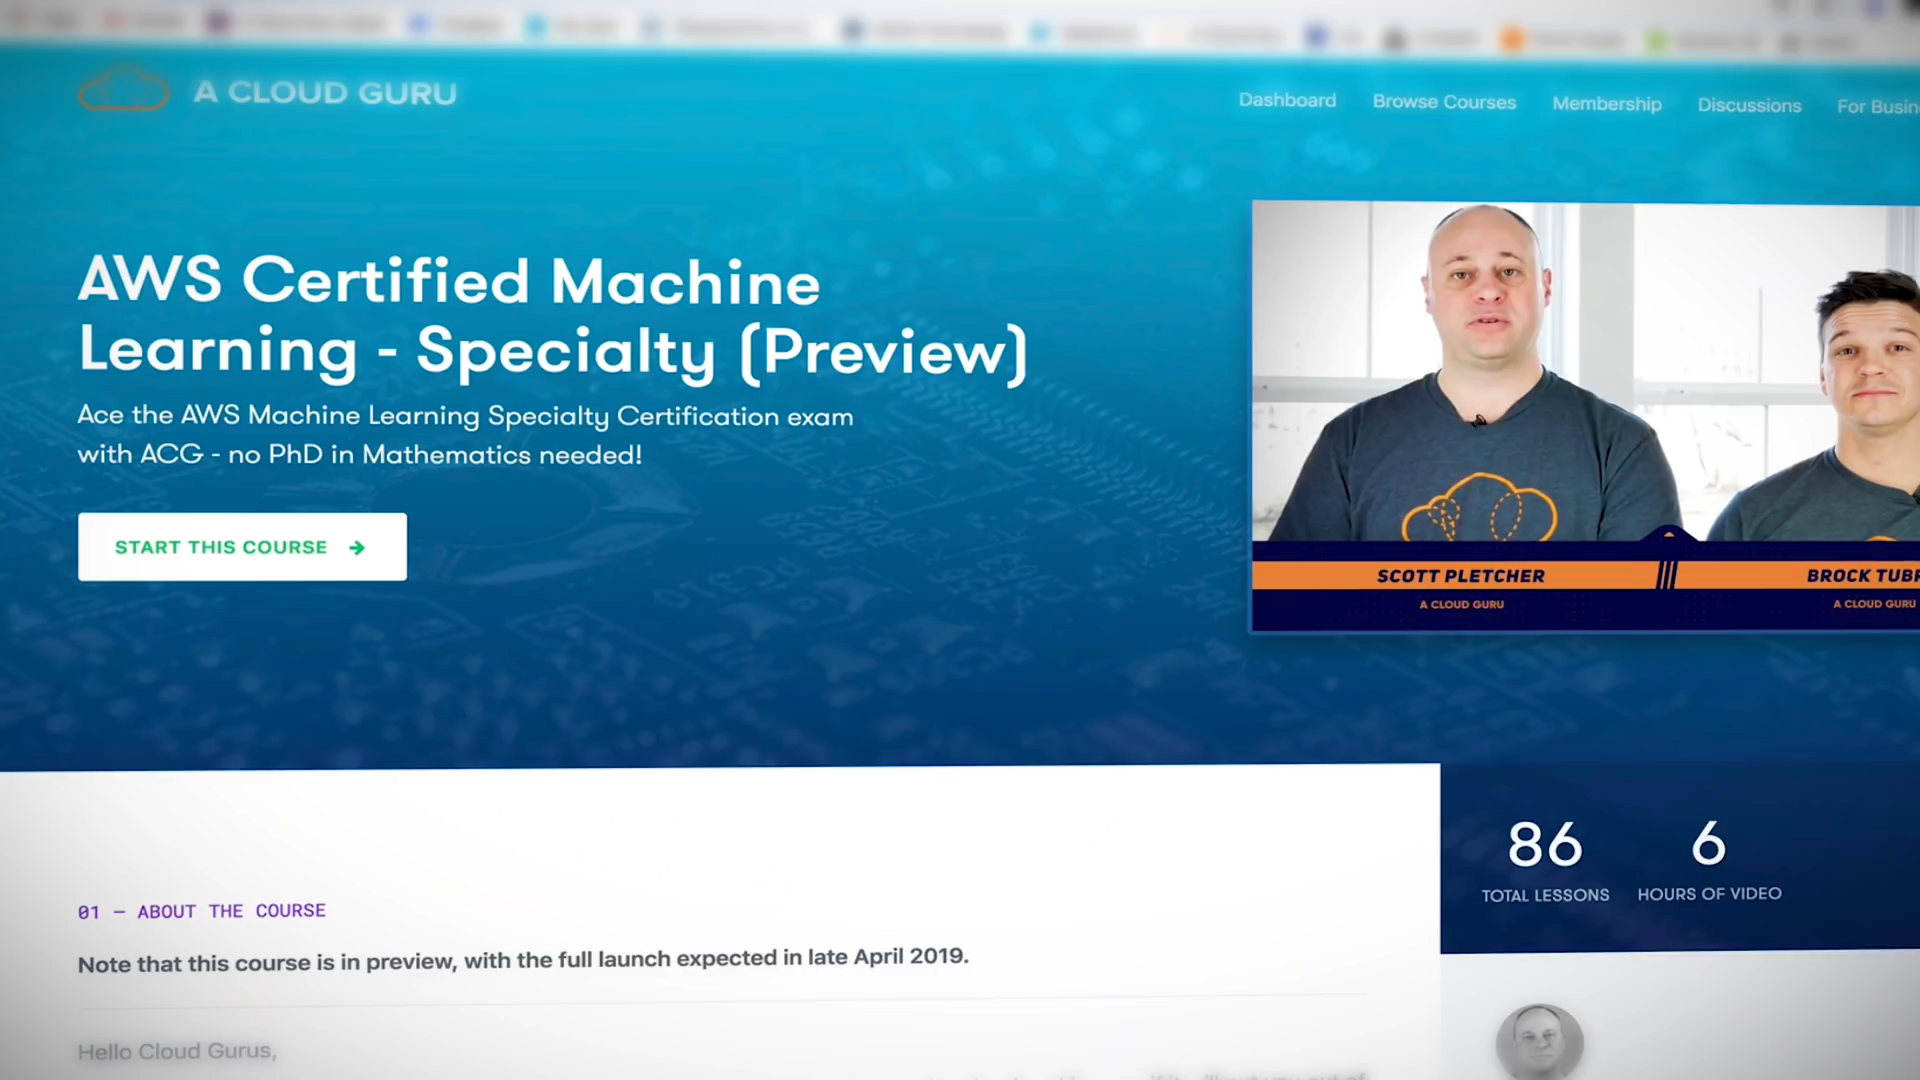 A CLOUD GURU
Dashboard
Browse Courses
Membership
Discussions
For
AWS Certified Machine
Learning - Specialty (Preview)
Ace the AWS Machine Learning Specialty Certification exam
with ACG - no PhD in Mathematics needed!
START THIS COURSE
SCOTT PLETCHER
A CLOUD GURU
BROCK
A CLOUD GURU
86
TOTAL LESSONS
6
HOURS OF VIDEO
01 — ABOUT THE COURSE
Note that this course is in preview, with the full launch expected in late April 2019.
Hello Cloud Gurus,